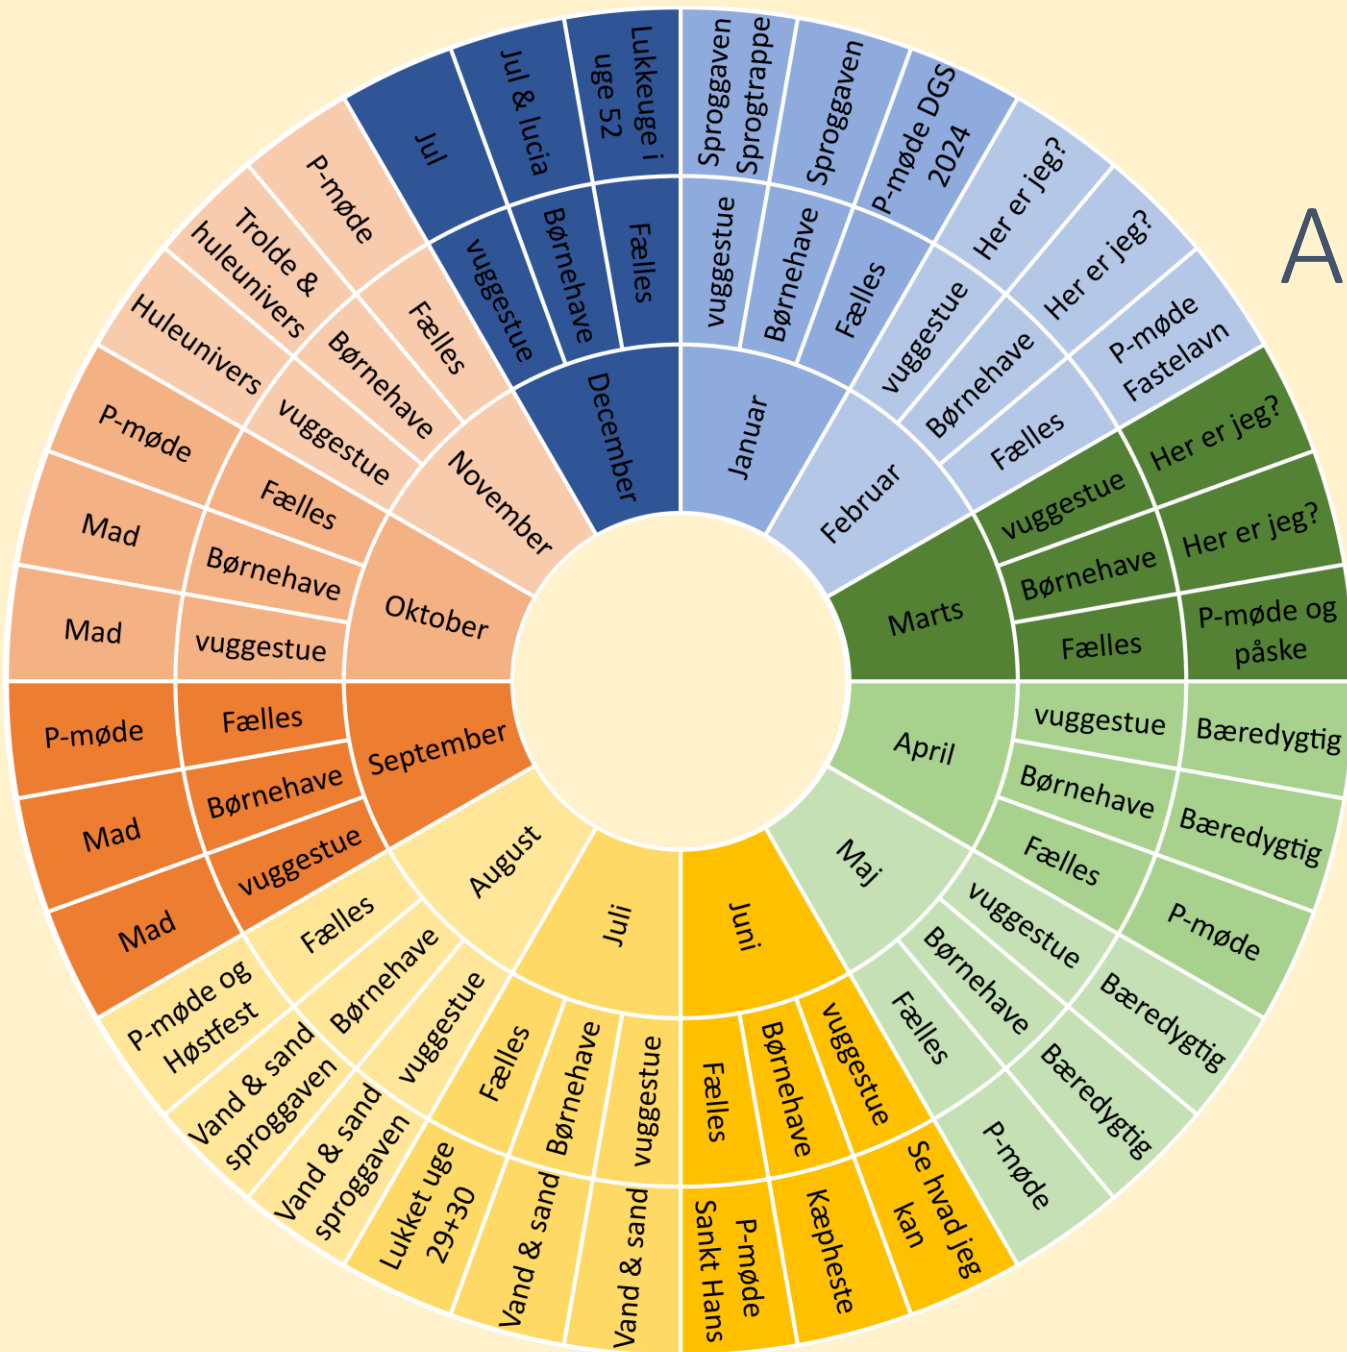 A
Januar
vuggestue
Sproggaven
Sprogtrappe
Børnehave
Sproggaven
Fælles
P-møde DGS
2024
Februar
vuggestue
Her er jeg?
Børnehave
Her er jeg?
Fælles
P-møde
Fastelavn
Marts
vuggestue
Her er jeg?
Børnehave
Her er jeg?
Fælles
P-møde og
påske
April
vuggestue
Bæredygtig
Børnehave
Bæredygtig
Fælles
P-møde
Maj
vuggestue
Bæredygtig
Børnehave
Bæredygtig
Fælles
P-møde
Juni
vuggestue
Se hvad jeg
kan
Børnehave
Kæpheste
Fælles
P-møde
Sankt Hans
Juli
vuggestue
Vand & sand
Børnehave
Vand & sand
Fælles
Lukket uge
29+30
August
vuggestue
Vand & sand
sproggaven
Børnehave
Vand & sand
sproggaven
Fælles
P-møde og
Høstfest
September
vuggestue
Mad
Børnehave
Mad
Fælles
P-møde
Oktober
vuggestue
Mad
Børnehave
Mad
Fælles
P-møde
November
vuggestue
Huleunivers
Børnehave
Trolde &
huleunivers
Fælles
P-møde
December
vuggestue
Jul
Børnehave
Jul & lucia
Fælles
Lukkeuge i
uge 52